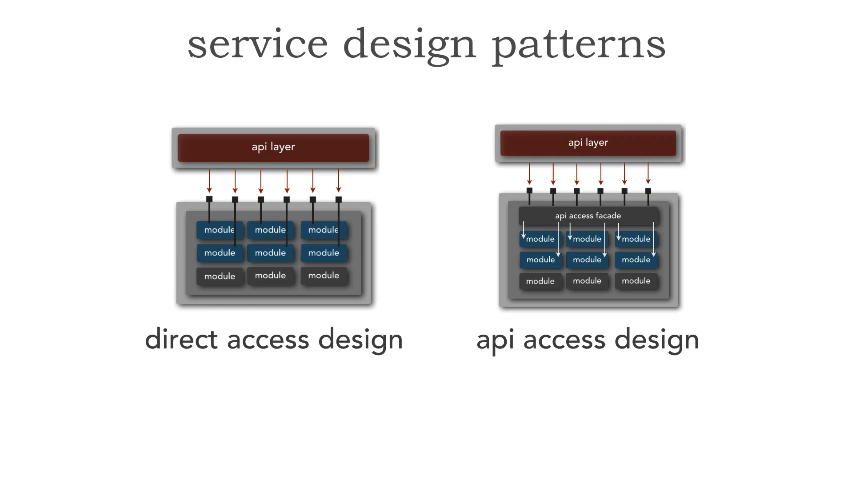 service design patterns
api layer
module module module
module module module
module module module
direct access design
api layer
api access facade
module module module
module module module
module module module
api access design